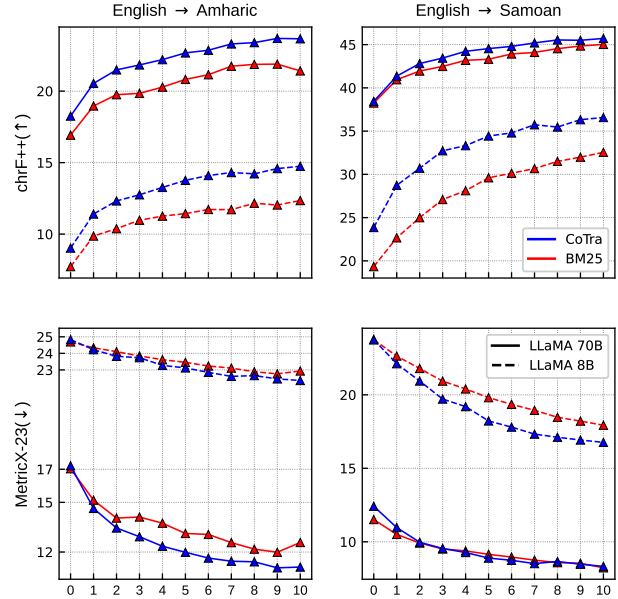 English → Amharic
English → Samoan
chrF++(↑)
20
15
10
45
40
35
30
25
20
CoTra
BM25
MetricX-23(↓)
25
24
23
17
15
12
0 1 2 3 4 5 6 7 8 9 10
20
15
10
LLaMA 70B
LLaMA 8B
0 1 2 3 4 5 6 7 8 9 10